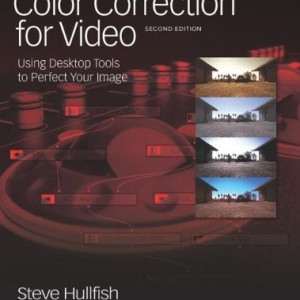 Color Correction
for Video SECOND EDITION
Using Desktop Tools
to Perfect Your Image
Steve Hullfish